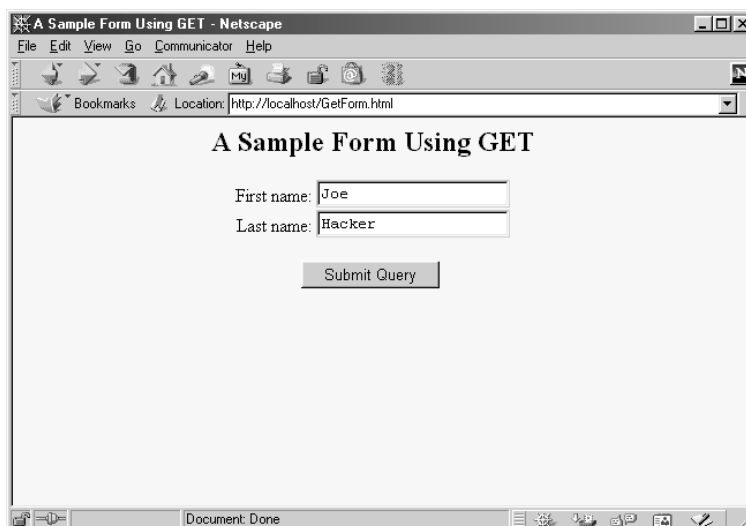 A Sample Form Using GET - Netscape
File Edit View Go Communicator Help
My
N
Bookmarks Location: http://localhost/GetForm.html
A Sample Form Using GET
First name: Joe
Last name: Hacker
Submit Query
Document: Done